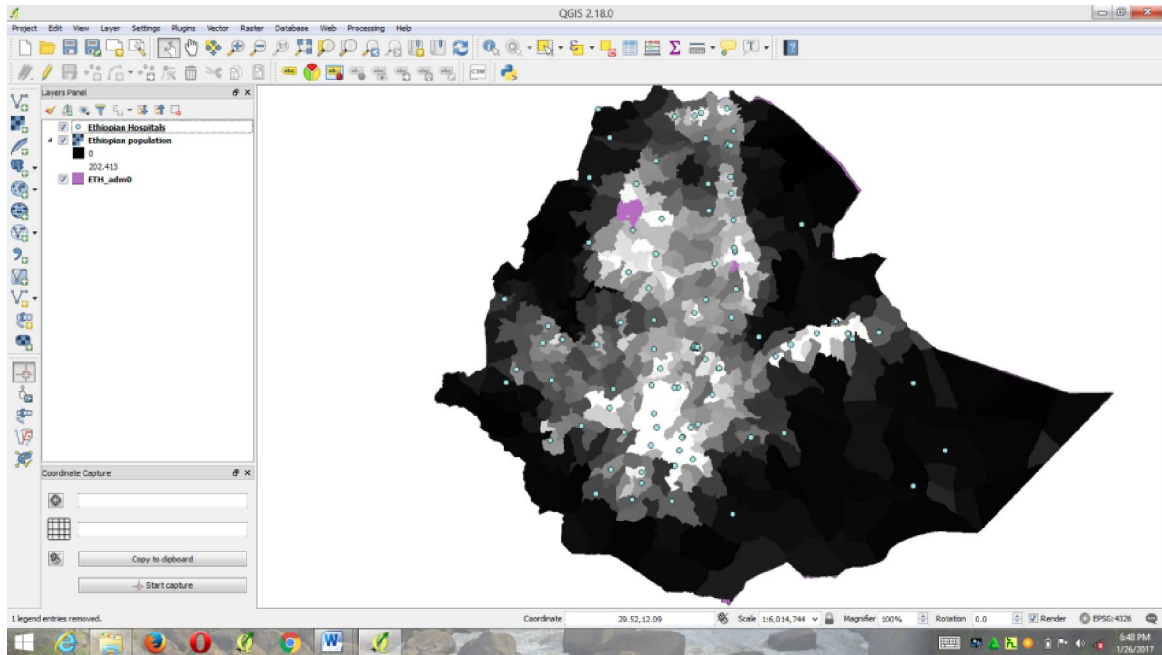 QGIS 2.18.0
Project Edit View Layer Settings Plugins Vector Raster Database Web Processing Help
Layers Panel
Ethiopian Hospitals
Ethiopian population
0
202.413
ETH_adm0
Coordinate Capture
Copy to clipboard
Start capture
1 legend entries removed.
Coordinate 29.52,12.09 Scale 1:6,014,744 Magnifier 100% Rotation 0.0 Render EPSG:4326
6:48 PM
1/26/2017